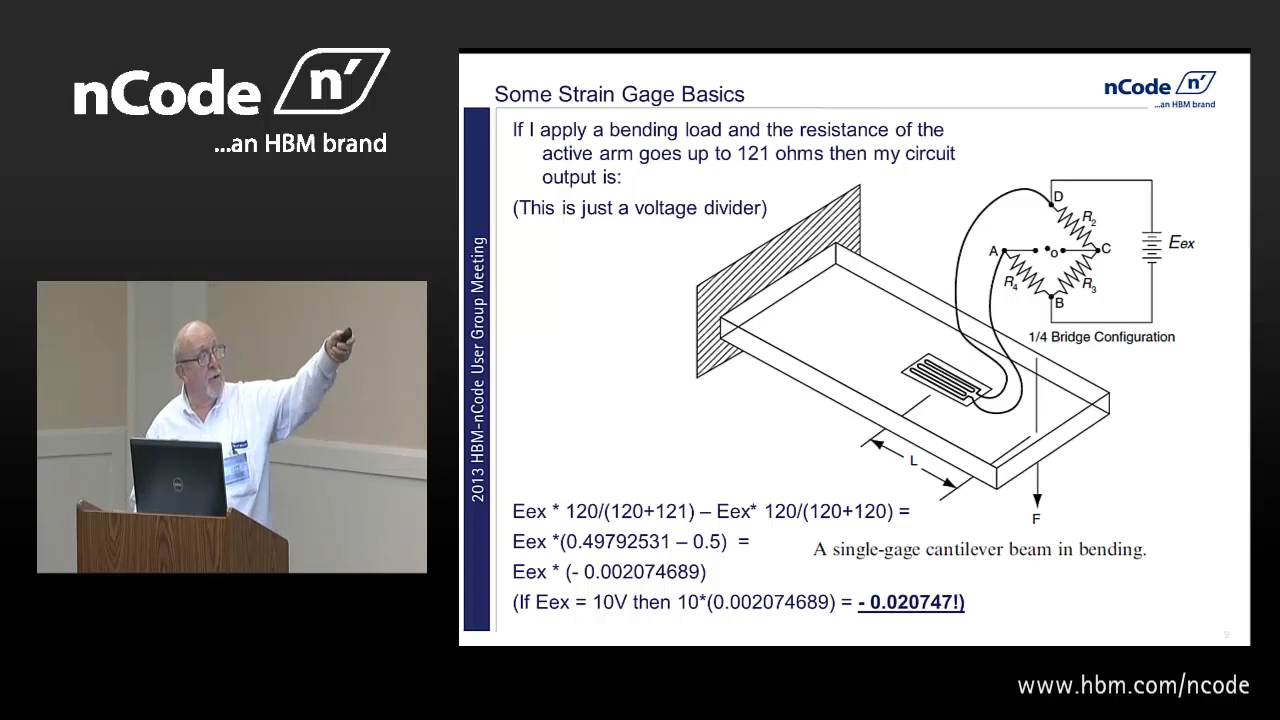 nCode n'
...an HBM brand
Some Strain Gage Basics
nCode n'
...an HBM brand
2013 HBM–nCode User Group Meeting
If I apply a bending load and the resistance of the
active arm goes up to 121 ohms then my circuit
output is:
(This is just a voltage divider)
D
R2
A
o
C
Eex
R4
R3
B
1/4 Bridge Configuration
L
F
Eex * 120/(120+121) – Eex* 120/(120+120) =
Eex *(0.49792531 – 0.5) =
Eex * (- 0.002074689)
(If Eex = 10V then 10*(0.002074689) = - 0.020747!)
A single-gage cantilever beam in bending.
9
www.hbm.com/ncode